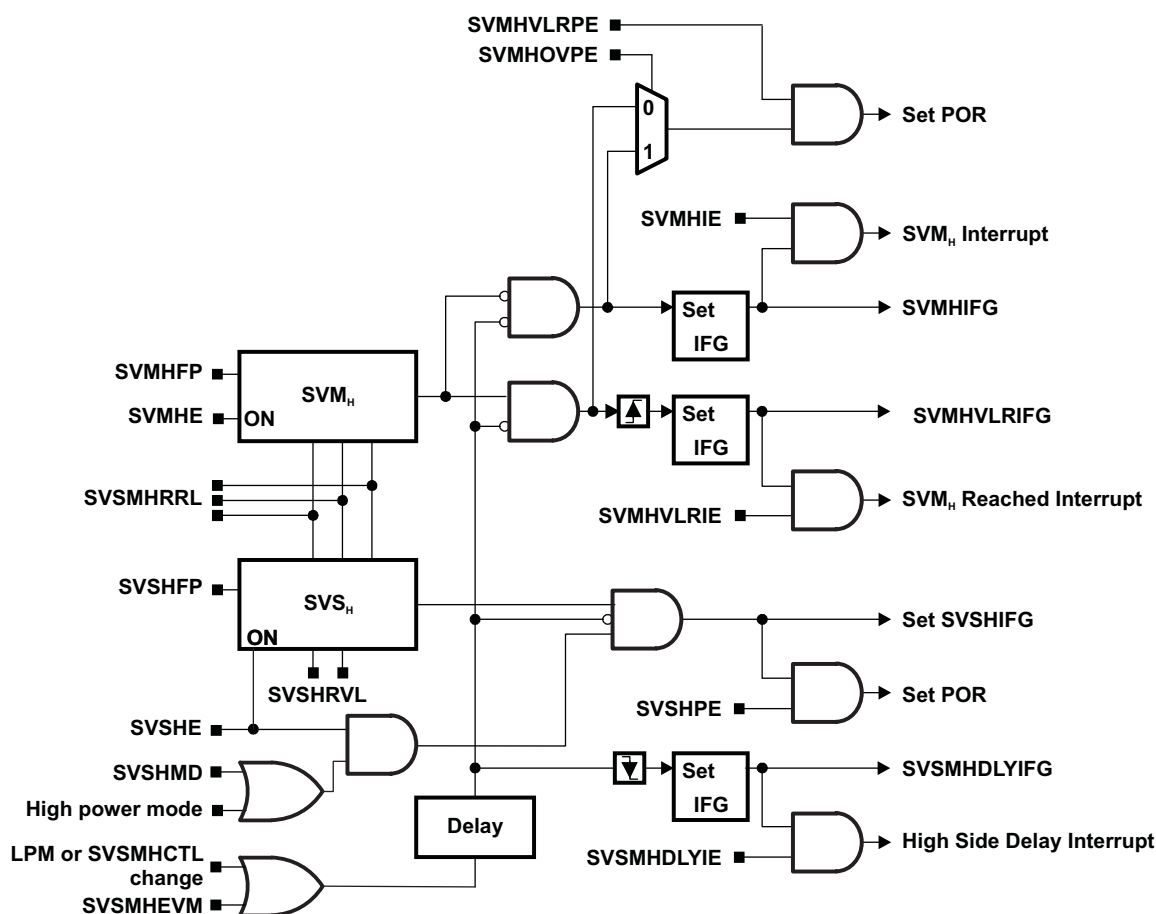 SVMHVLRPE
SVMHOVPE
0
1
Set POR
SVMHIE
SVMH Interrupt
Set
IFG
SVMHIFG
SVMHFP
SVMH
SVMHE
ON
Set
IFG
SVMHVLRIFG
SVSMHRRL
SVMHVLRIE
SVMH Reached Interrupt
SVSHFP
SVSH
ON
Set SVSHIFG
SVSHRVL
SVSHPE
Set POR
SVSHE
SVSHMD
High power mode
Set
IFG
SVSMHDLYIFG
Delay
LPM or SVSMHCTL
change
SVSMHEVM
SVSMHDLYIE
High Side Delay Interrupt